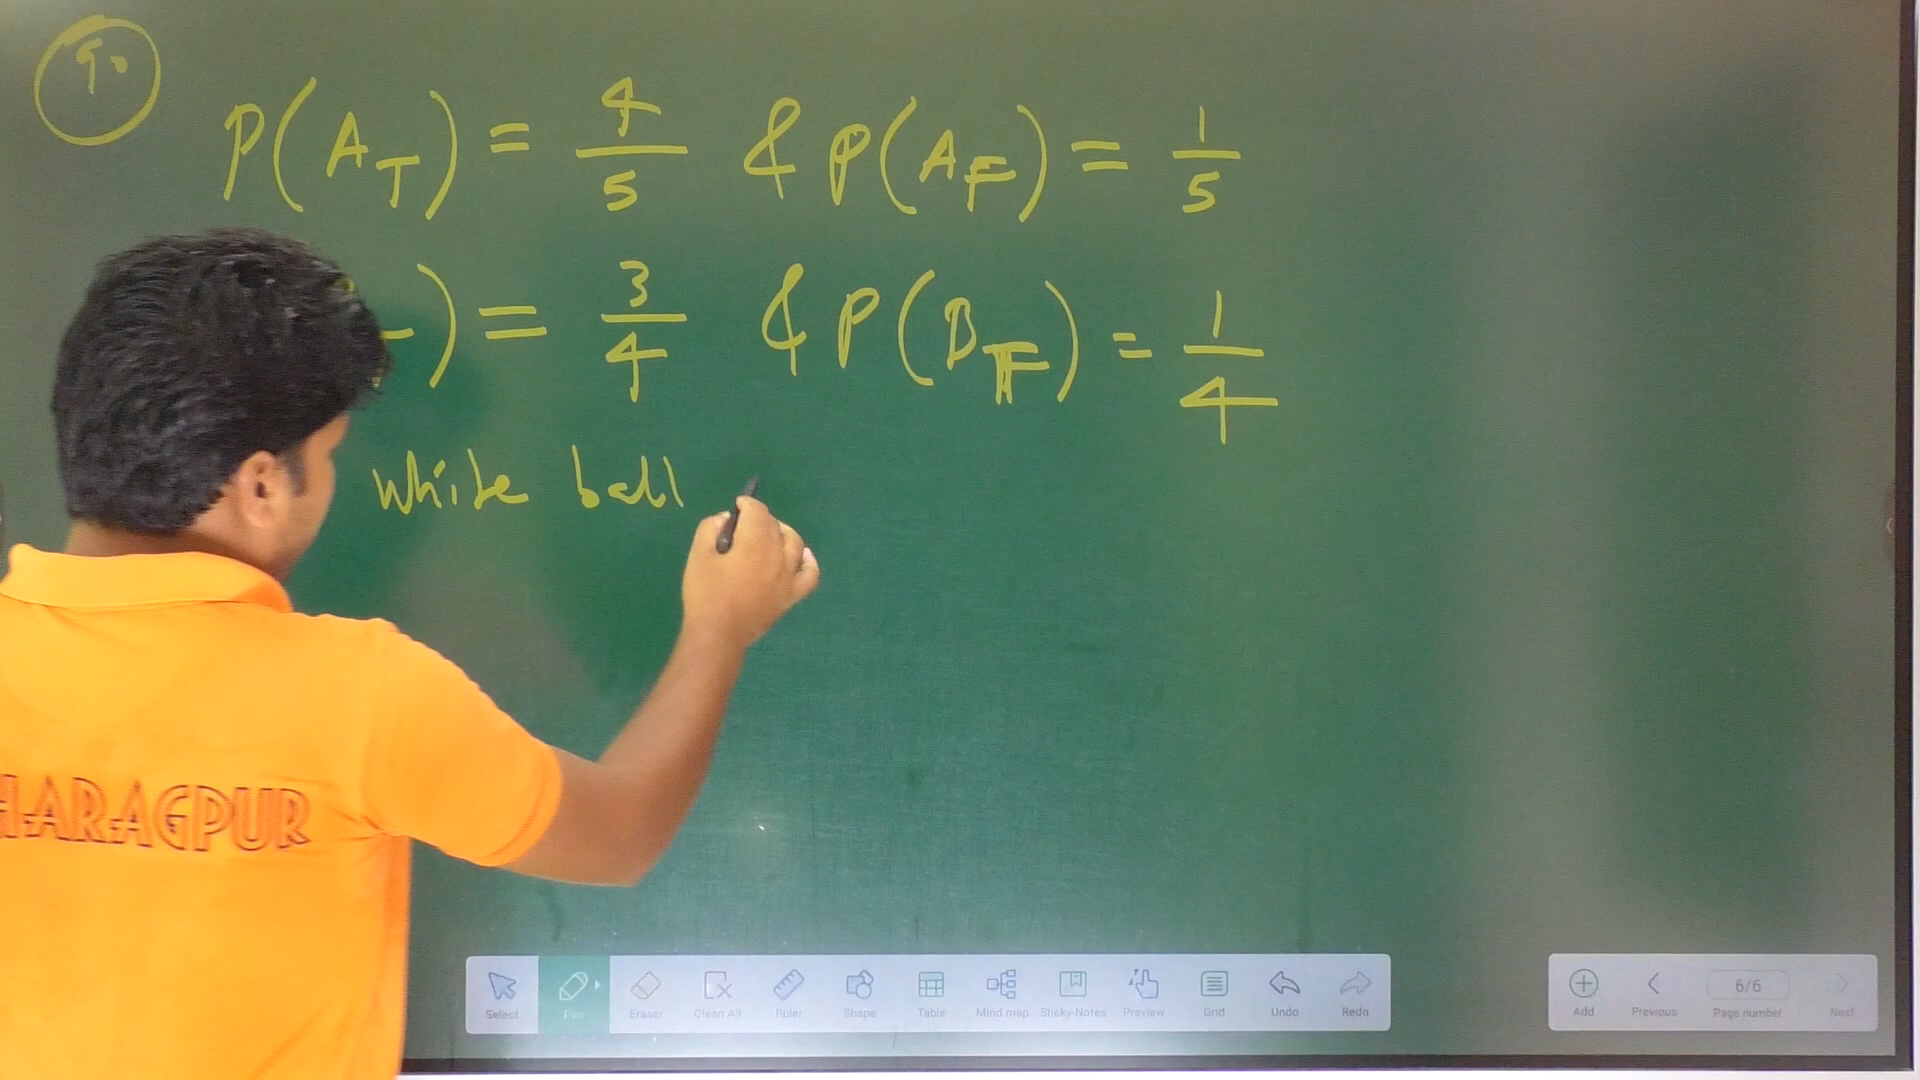 9.
P(A_T) = 4/5 & P(A_F) = 1/5
) = 3/4 & P(B_F) = 1/4
White ball
HARAGPUR
Select Pen Eraser Clean All Ruler Shape Table Mind map Sticky-Notes Preview Grid Undo Redo
6/6
Add Previous Page number Next